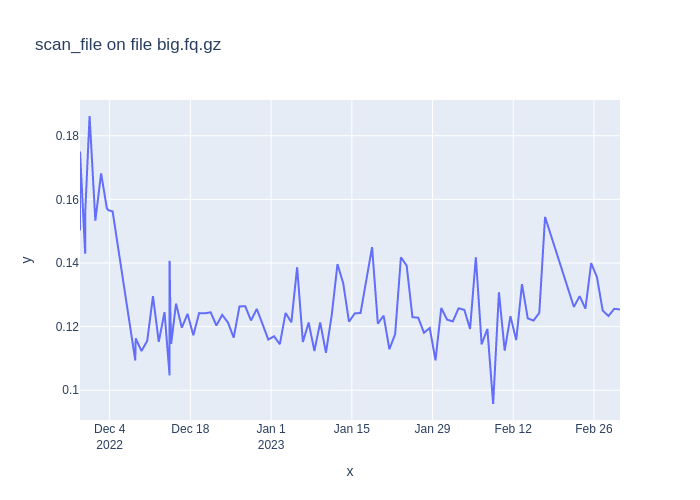 scan_file on file big.fq.gz
y
0.18
0.16
0.14
0.12
0.1
Dec 4
2022
Dec 18
Jan 1
2023
Jan 15
Jan 29
Feb 12
Feb 26
x